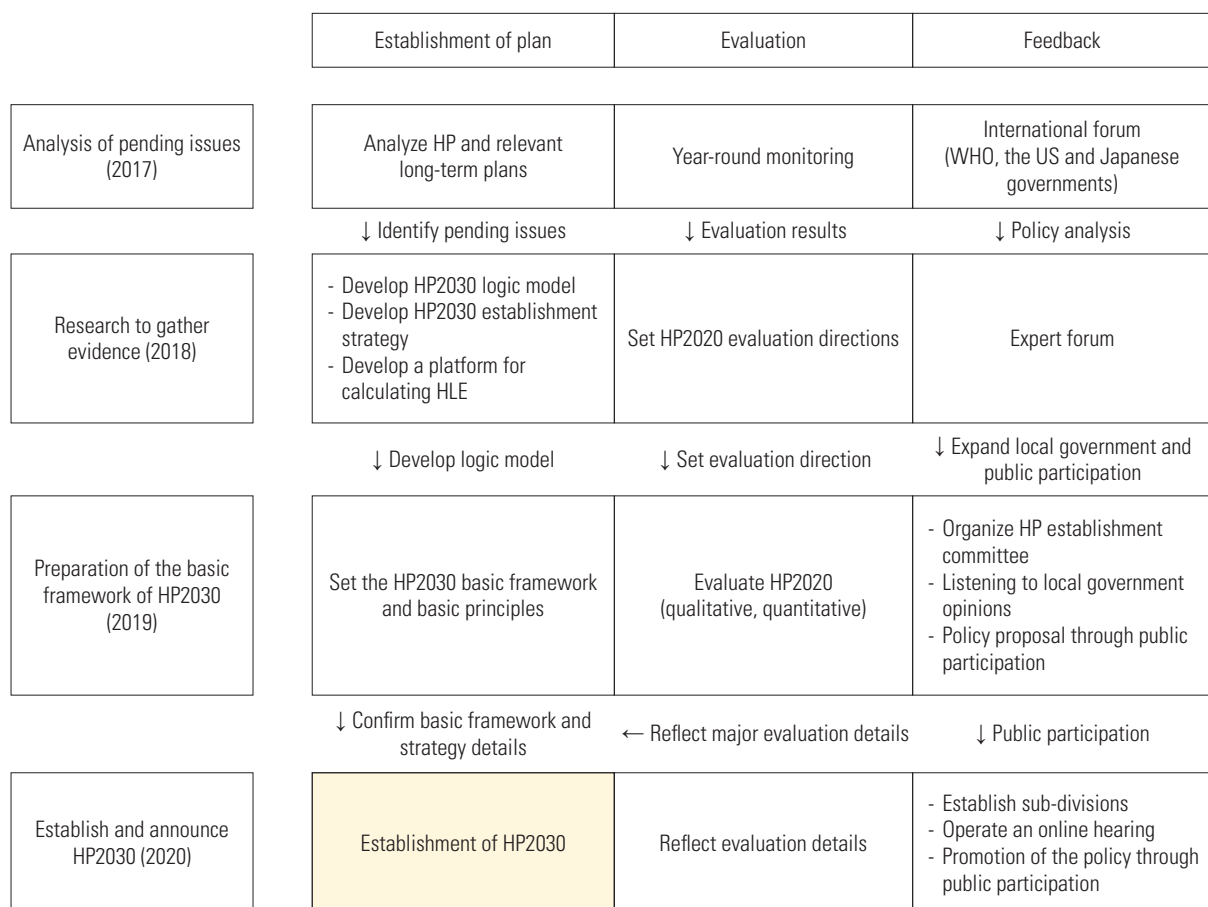 Establishment of plan
Evaluation
Feedback
Analysis of pending issues
(2017)
Analyze HP and relevant
long-term plans
Year-round monitoring
International forum
(WHO, the US and Japanese
governments)
↓ Identify pending issues
↓ Evaluation results
↓ Policy analysis
Research to gather
evidence (2018)
- Develop HP2030 logic model
- Develop HP2030 establishment
strategy
- Develop a platform for
calculating HLE
Set HP2020 evaluation directions
Expert forum
↓ Develop logic model
↓ Set evaluation direction
↓ Expand local government and
public participation
Preparation of the basic
framework of HP2030
(2019)
Set the HP2030 basic framework
and basic principles
Evaluate HP2020
(qualitative, quantitative)
- Organize HP establishment
committee
- Listening to local government
opinions
- Policy proposal through public
participation
↓ Confirm basic framework and
strategy details
← Reflect major evaluation details
↓ Public participation
Establish and announce
HP2030 (2020)
Establishment of HP2030
Reflect evaluation details
- Establish sub-divisions
- Operate an online hearing
- Promotion of the policy through
public participation